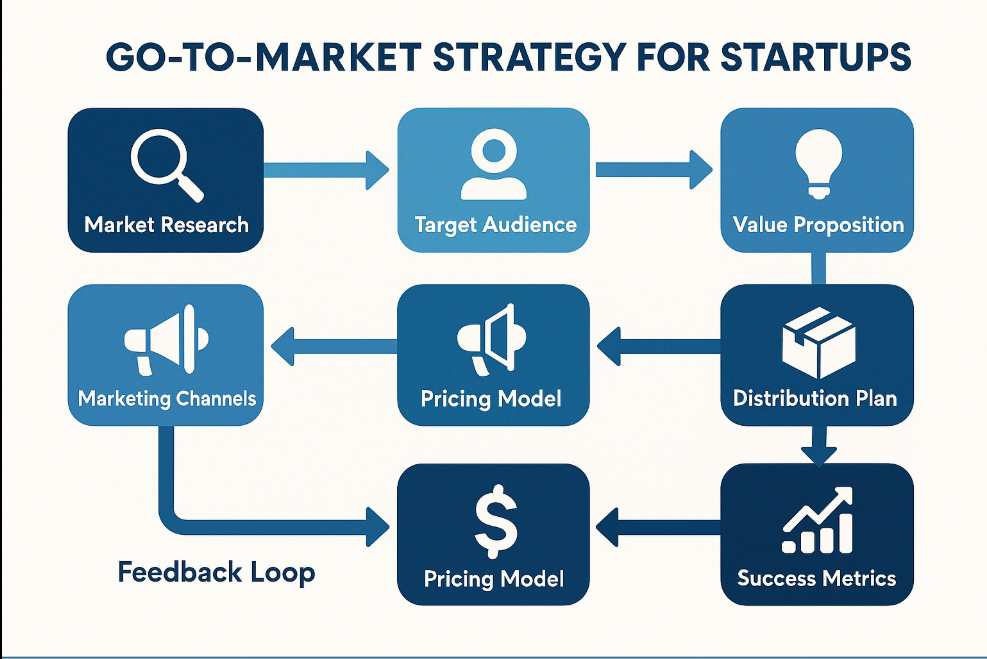 GO-TO-MARKET STRATEGY FOR STARTUPS
Market Research
Target Audience
Value Proposition
Marketing Channels
Pricing Model
Distribution Plan
Feedback Loop
Pricing Model
Success Metrics